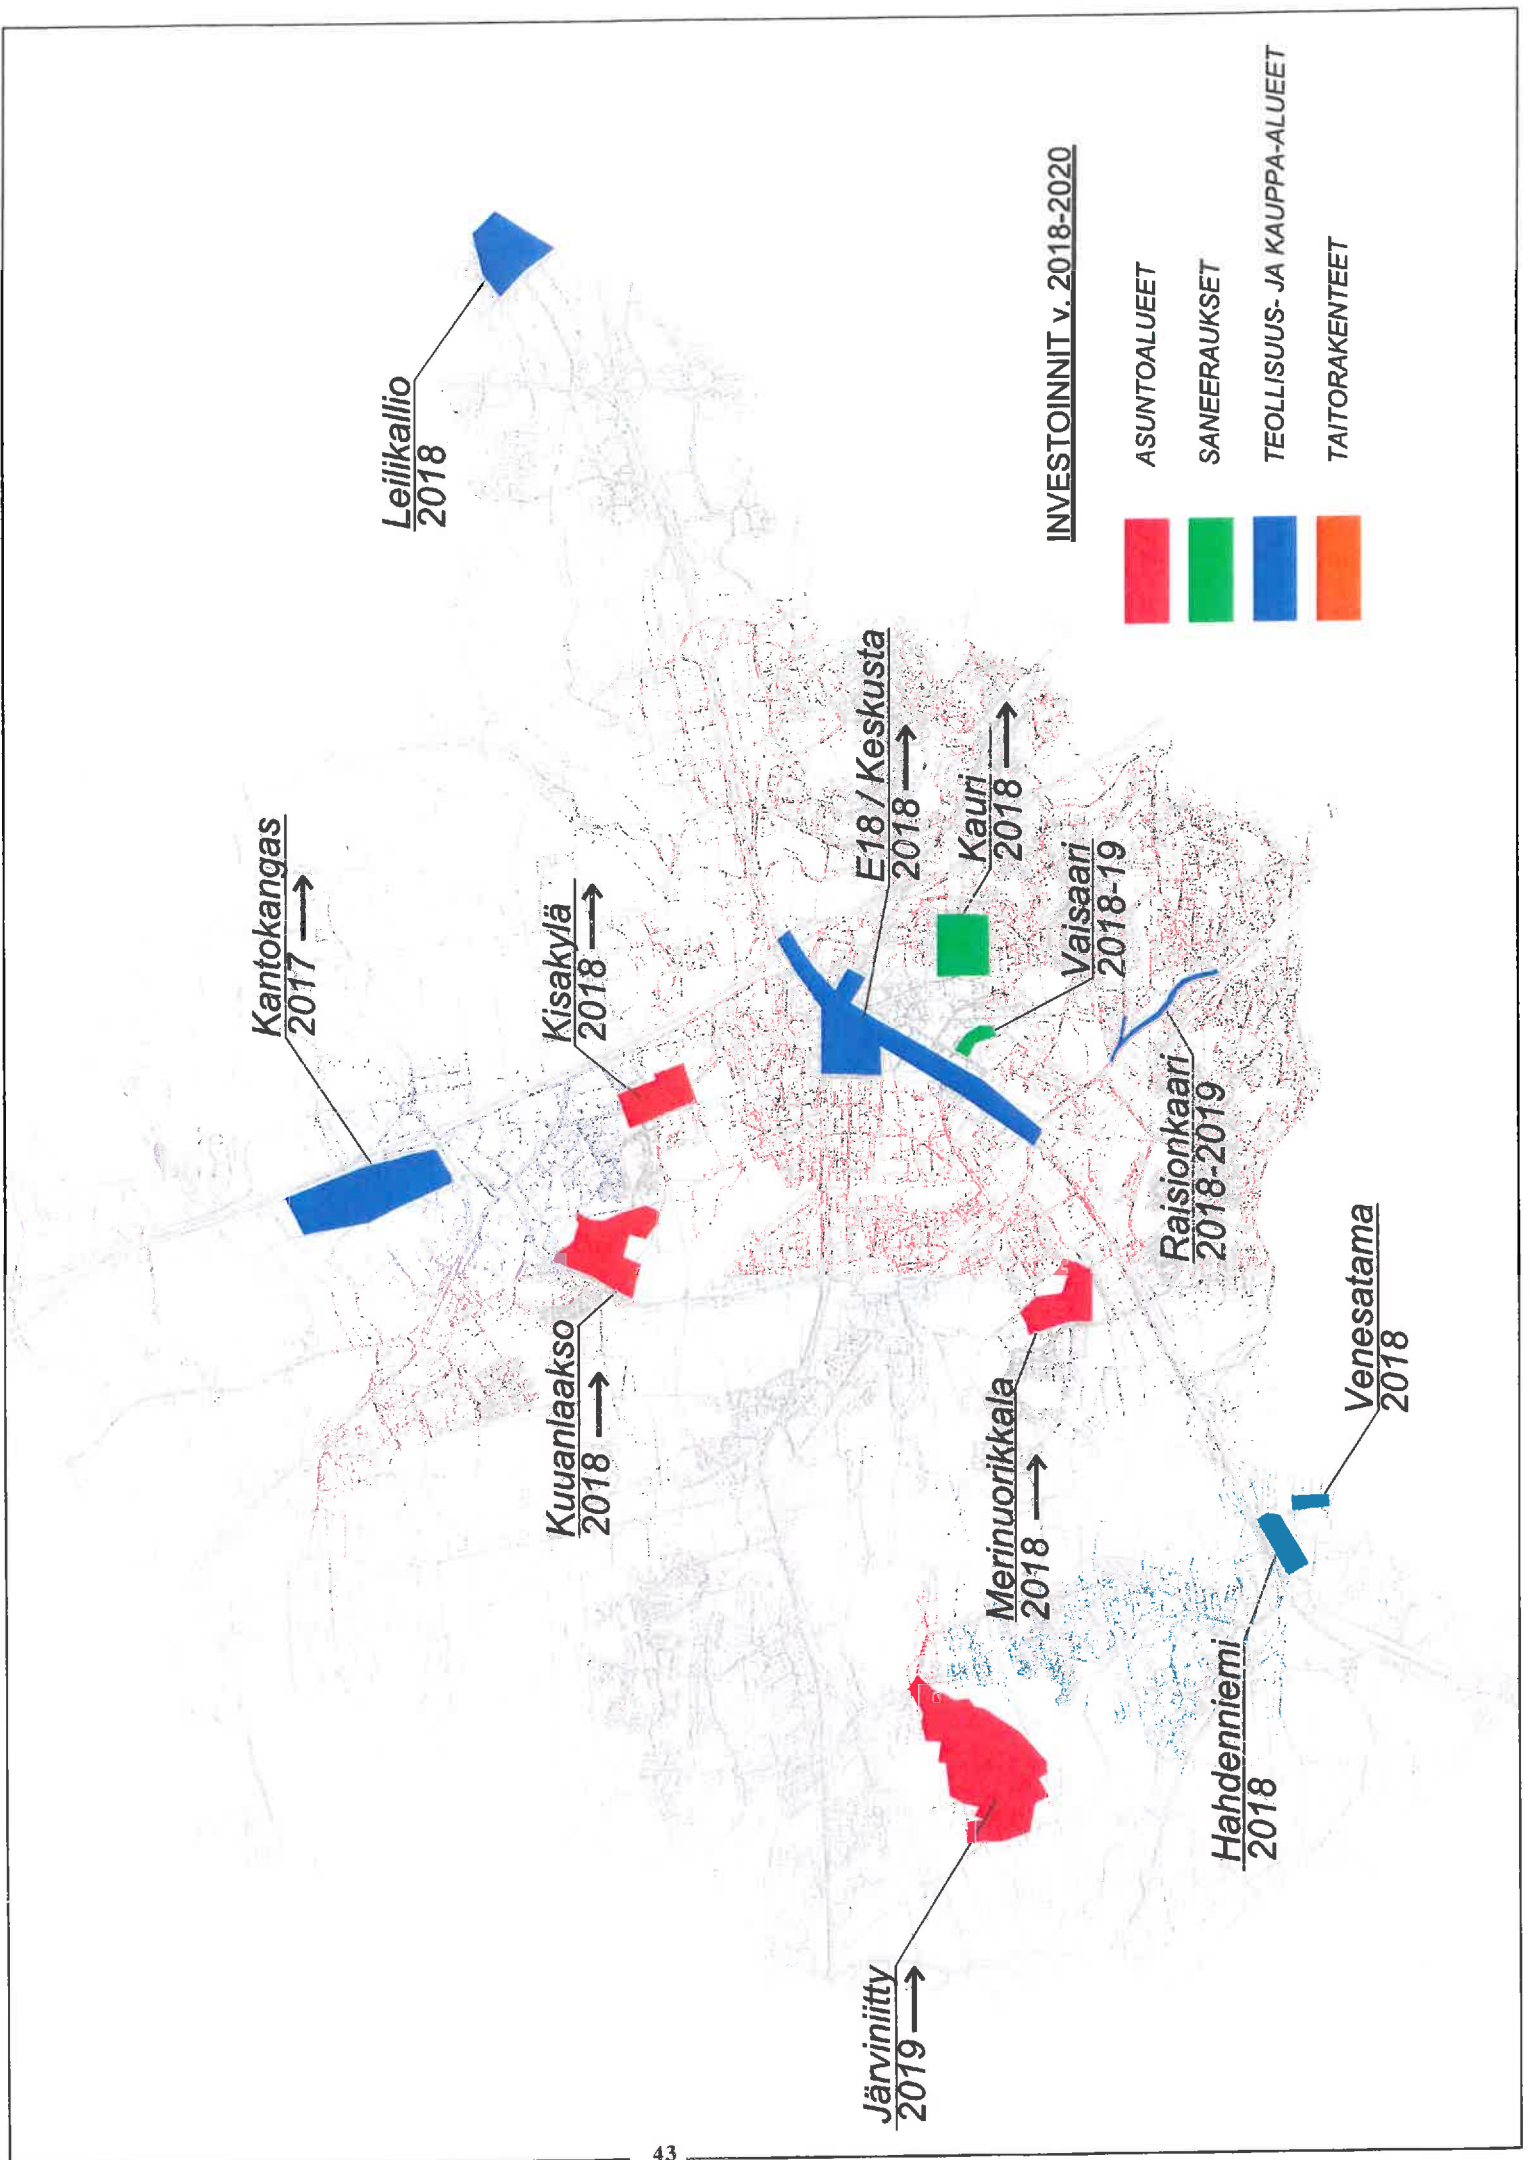 Leilikallio
2018
Kantokangas
2017
Kisakylä
2018
Kuuanlaakso
2018
E18 / Keskusta
2018
Kauri
2018
Vaisaari
2018-19
Raisionkaari
2018-2019
Merinuorikkala
2018
Järviniitty
2019
Hahdenniemi
2018
Venesatama
2018
INVESTOINNIT v. 2018-2020
ASUNTOALUEET
SANEERAUKSET
TEOLLISUUS- JA KAUPPA-ALUEET
TAITORAKENTEET
43